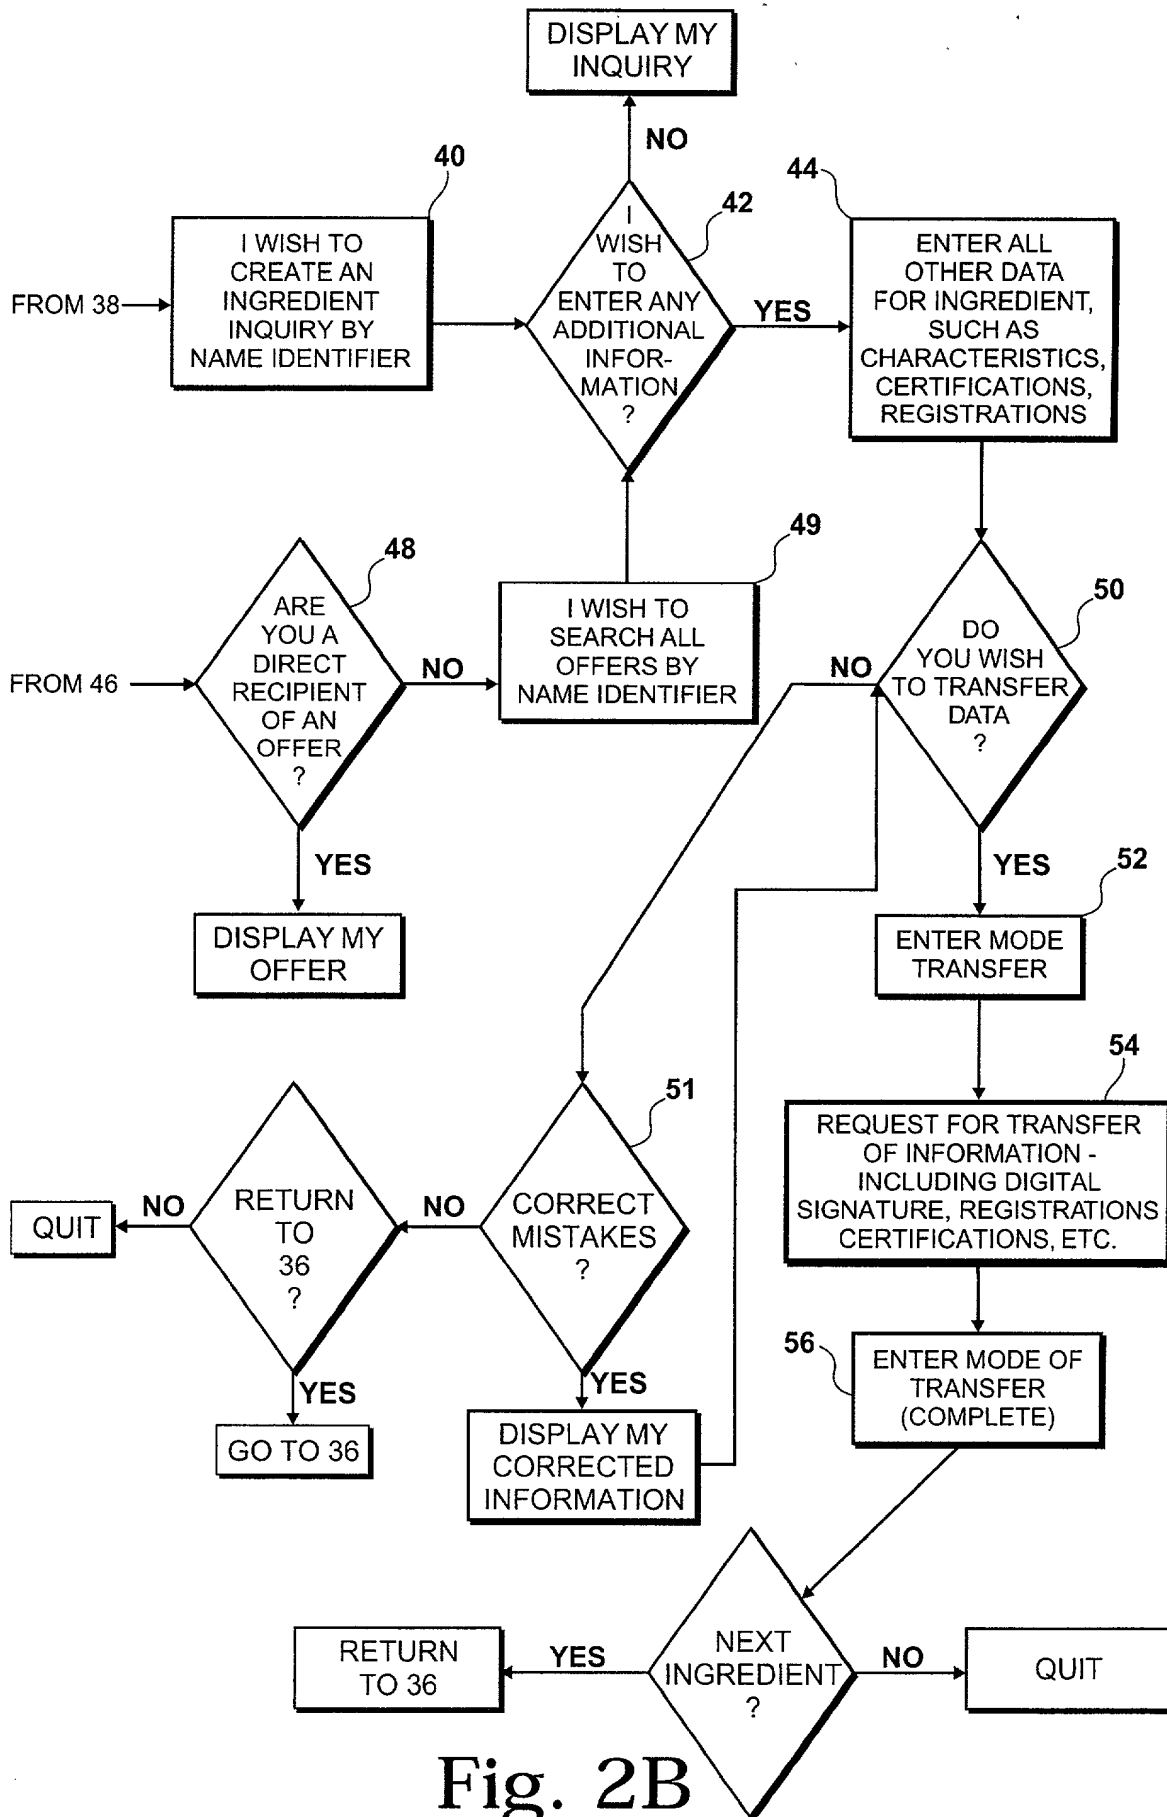 DISPLAY MY
INQUIRY
NO
40
I WISH TO
CREATE AN
INGREDIENT
INQUIRY BY
NAME IDENTIFIER
FROM 38
42
I
WISH
TO
ENTER ANY
ADDITIONAL
INFOR-
MATION
?
YES
44
ENTER ALL
OTHER DATA
FOR INGREDIENT,
SUCH AS
CHARACTERISTICS,
CERTIFICATIONS,
REGISTRATIONS
FROM 46
48
ARE
YOU A
DIRECT
RECIPIENT
OF AN
OFFER
?
NO
49
I WISH TO
SEARCH ALL
OFFERS BY
NAME IDENTIFIER
YES
DISPLAY MY
OFFER
50
DO
YOU WISH
TO TRANSFER
DATA
?
NO
YES
52
ENTER MODE
TRANSFER
54
REQUEST FOR TRANSFER
OF INFORMATION -
INCLUDING DIGITAL
SIGNATURE, REGISTRATIONS
CERTIFICATIONS, ETC.
51
CORRECT
MISTAKES
?
NO
RETURN
TO
36
?
NO
QUIT
YES
GO TO 36
YES
DISPLAY MY
CORRECTED
INFORMATION
56
ENTER MODE OF
TRANSFER
(COMPLETE)
NEXT
INGREDIENT
?
YES
RETURN
TO 36
NO
QUIT
Fig. 2B